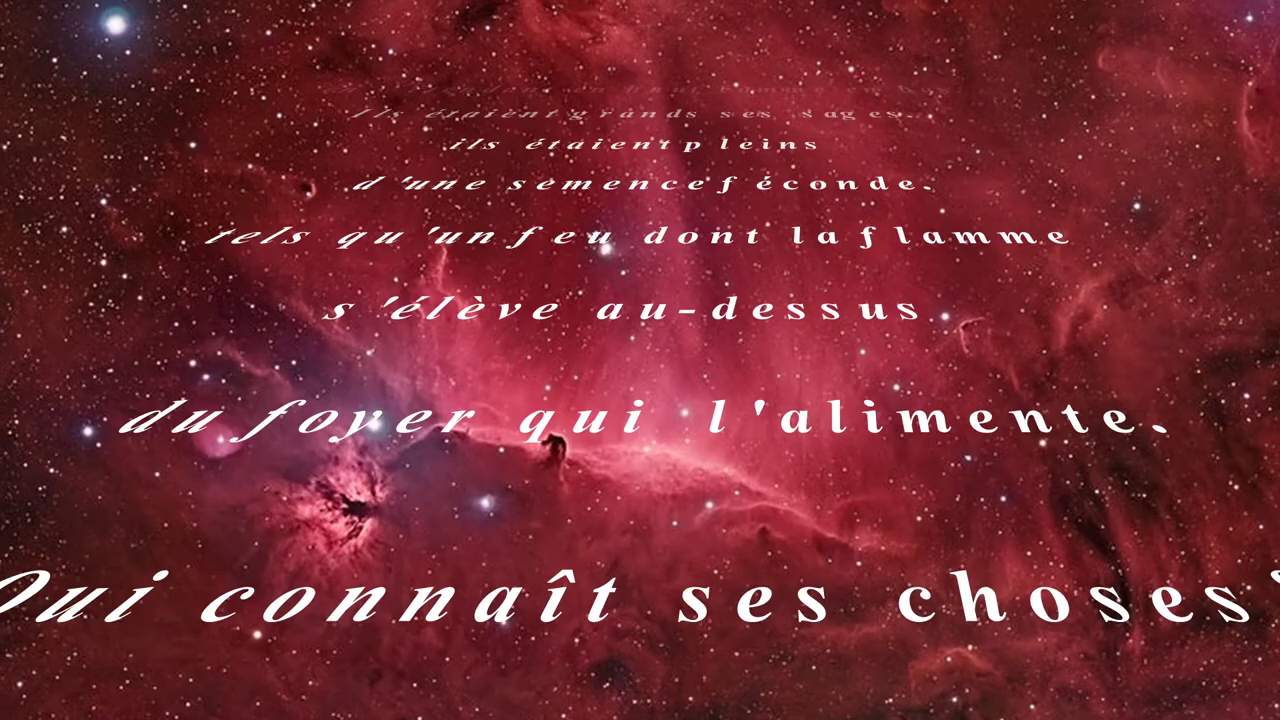 ils étaient grands ses sages.
ils étaient pleins
d'une semence féconde.
tels qu'un feu dont la flamme
s'élève au-dessus
du foyer qui l'alimente.
Qui connaît ses choses?